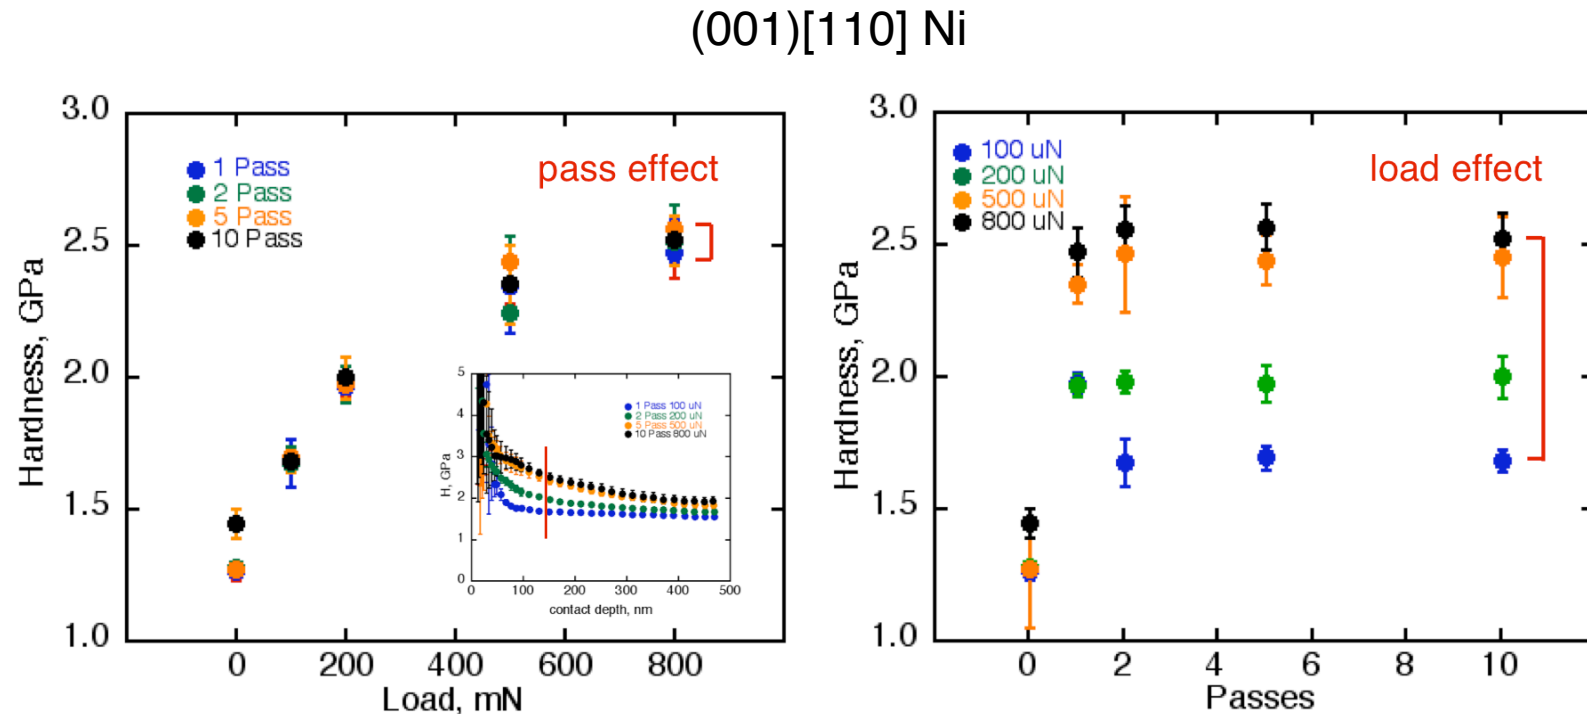 (001)[110] Ni
3.0
2.5
2.0
1.5
1.0
Hardness, GPa
1 Pass
2 Pass
5 Pass
10 Pass
pass effect
5
4
3
2
1
0
H, GPa
1 Pass 100 uN
2 Pass 200 uN
5 Pass 500 uN
10 Pass 800 uN
0 100 200 300 400 500
contact depth, nm
0 200 400 600 800
Load, mN
3.0
2.5
2.0
1.5
1.0
Hardness, GPa
100 uN
200 uN
500 uN
800 uN
load effect
0 2 4 6 8 10
Passes